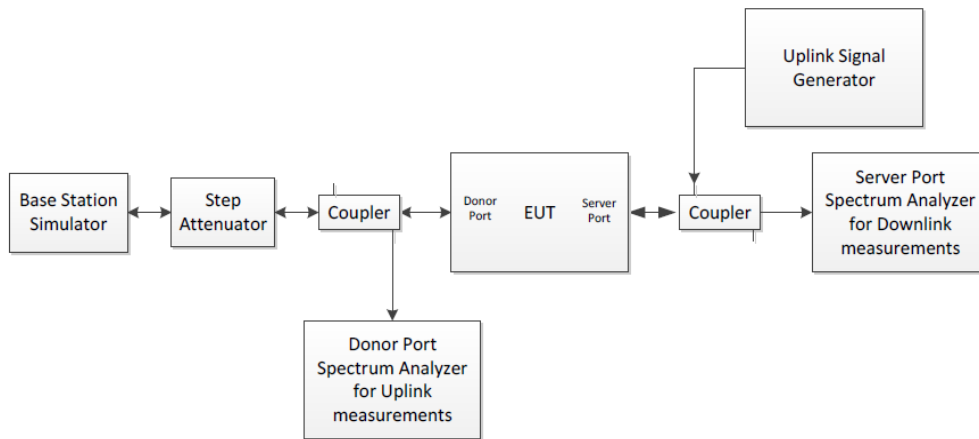 Uplink Signal
Generator
Base Station
Simulator
Step
Attenuator
Coupler
Donor
Port
EUT
Server
Port
Coupler
Server Port
Spectrum Analyzer
for Downlink
measurements
Donor Port
Spectrum Analyzer
for Uplink
measurements